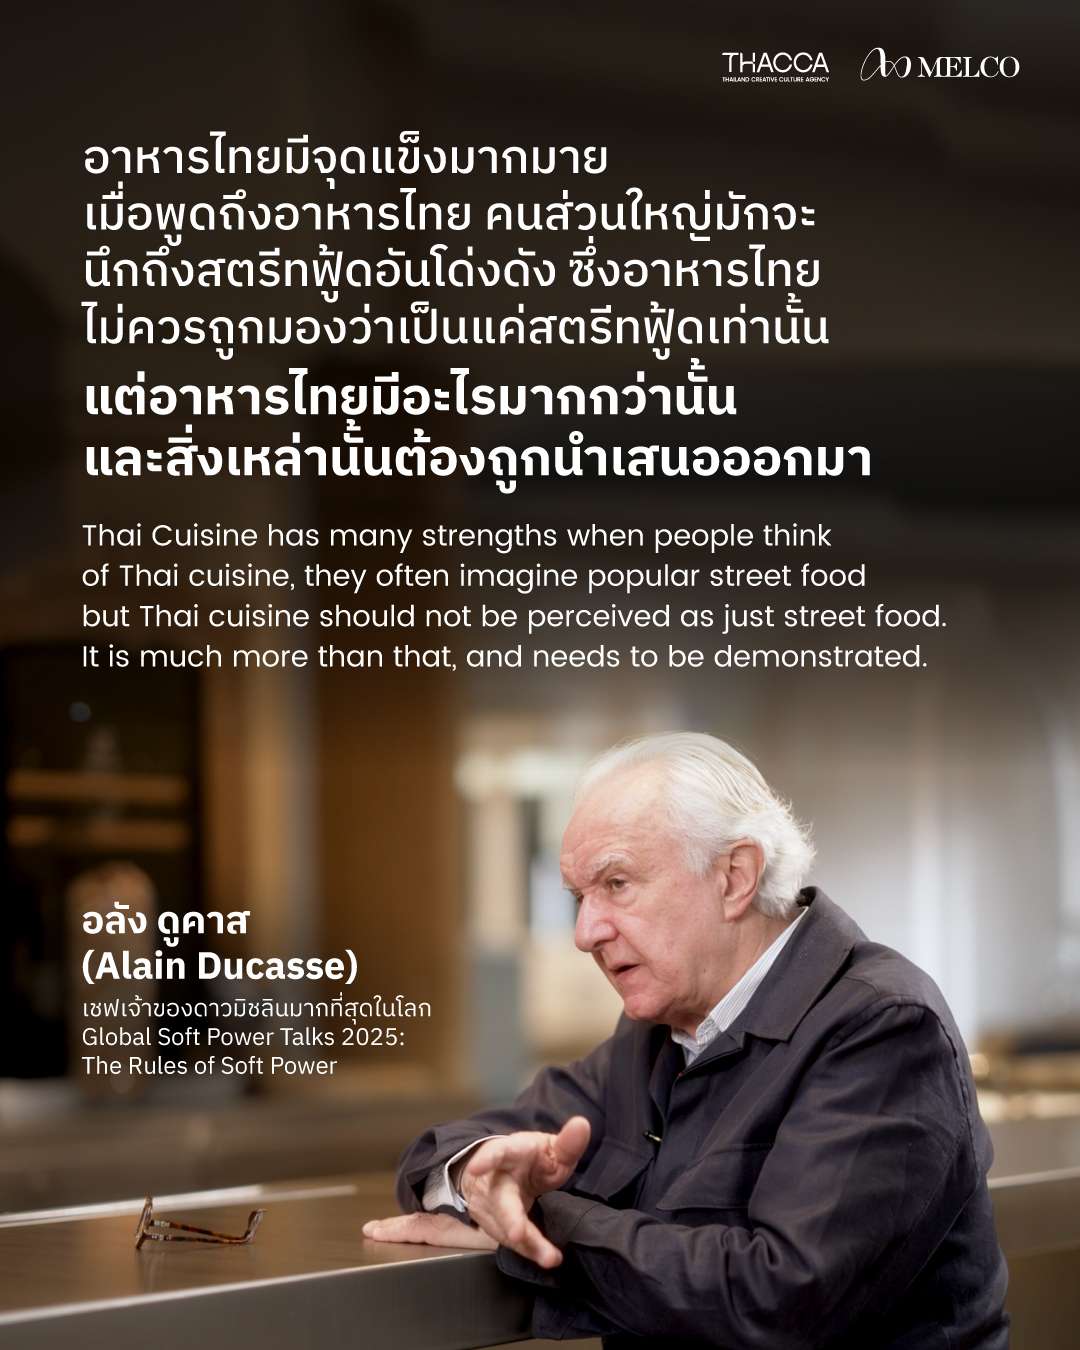 THACCA
THAILAND CREATIVE CULTURE AGENCY
MELCO
อาหารไทยมีจุดแข็งมากมาย
เมื่อพูดถึงอาหารไทย คนส่วนใหญ่มักจะ
นึกถึงสตรีทฟู้ดอันโด่งดัง ซึ่งอาหารไทย
ไม่ควรถูกมองว่าเป็นแค่สตรีทฟู้ดเท่านั้น
แต่อาหารไทยมีอะไรมากกว่านั้น
และสิ่งเหล่านั้นต้องถูกนำเสนอออกมา
Thai Cuisine has many strengths when people think
of Thai cuisine, they often imagine popular street food
but Thai cuisine should not be perceived as just street food.
It is much more than that, and needs to be demonstrated.
อลัง ดูคาส
(Alain Ducasse)
เชฟเจ้าของดาวมิชลินมากที่สุดในโลก
Global Soft Power Talks 2025:
The Rules of Soft Power